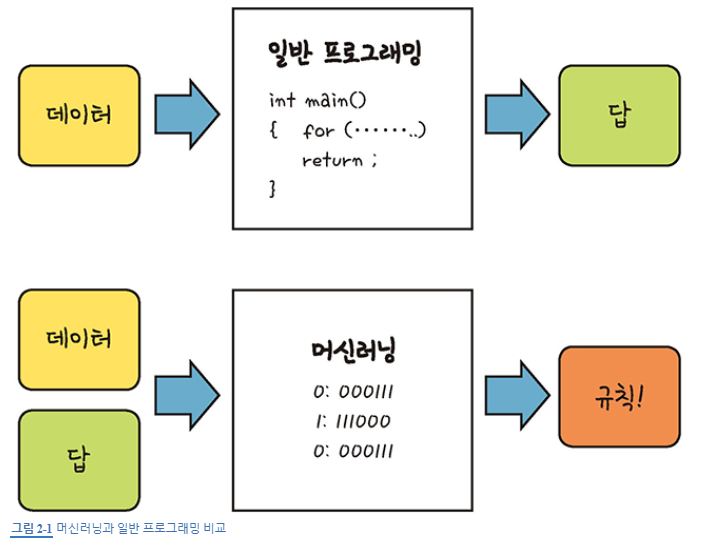 일반 프로그래밍
데이터
int main()
{ for (········)
return ;
}
답
데이터
답
머신러닝
0: 000111
1: 111000
0: 000111
규칙!
그림 2-1 머신러닝과 일반 프로그래밍 비교